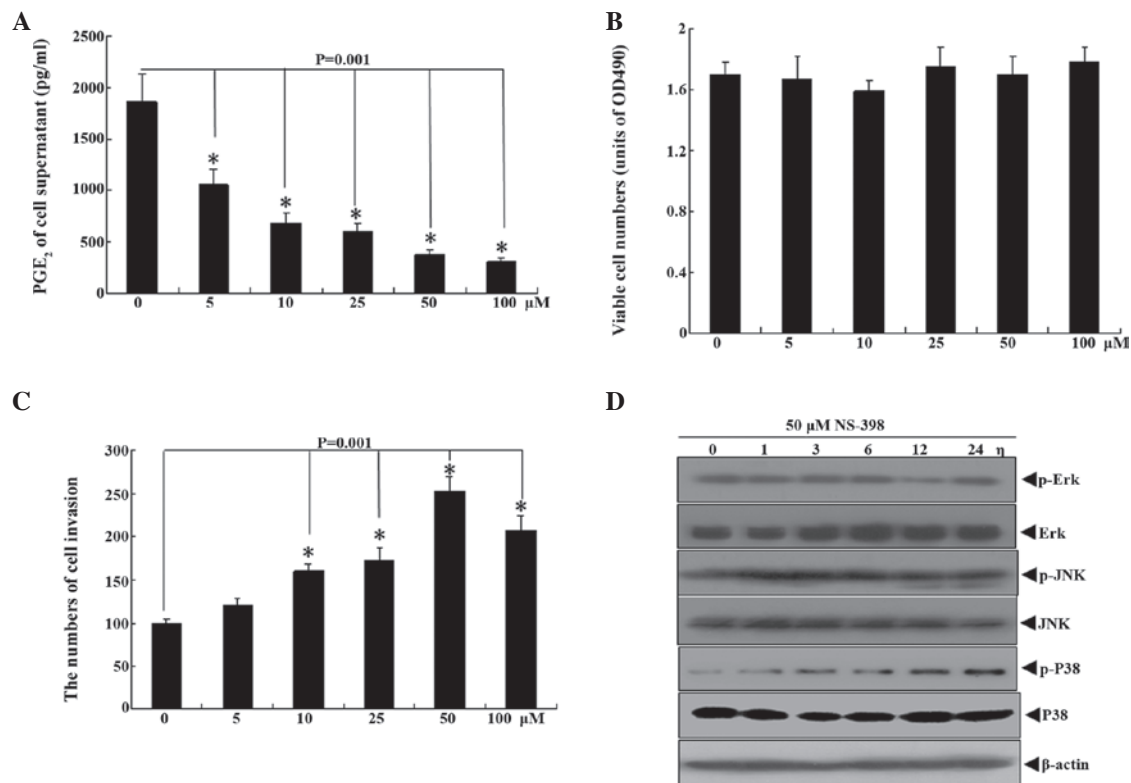 A
P=0.001
PGE₂ of cell supernatant (pg/ml)
2500
2000
1500
1000
500
0
* * * * *
0 5 10 25 50 100 μM
B
Viable cell numbers (units of OD490)
2
1.6
1.2
0.8
0.4
0
0 5 10 25 50 100 μM
C
P=0.001
The numbers of cell invasion
300
250
200
150
100
50
0
* * * *
0 5 10 25 50 100 μM
D
50 μM NS-398
0 1 3 6 12 24 η
p-Erk
Erk
p-JNK
JNK
p-P38
P38
β-actin